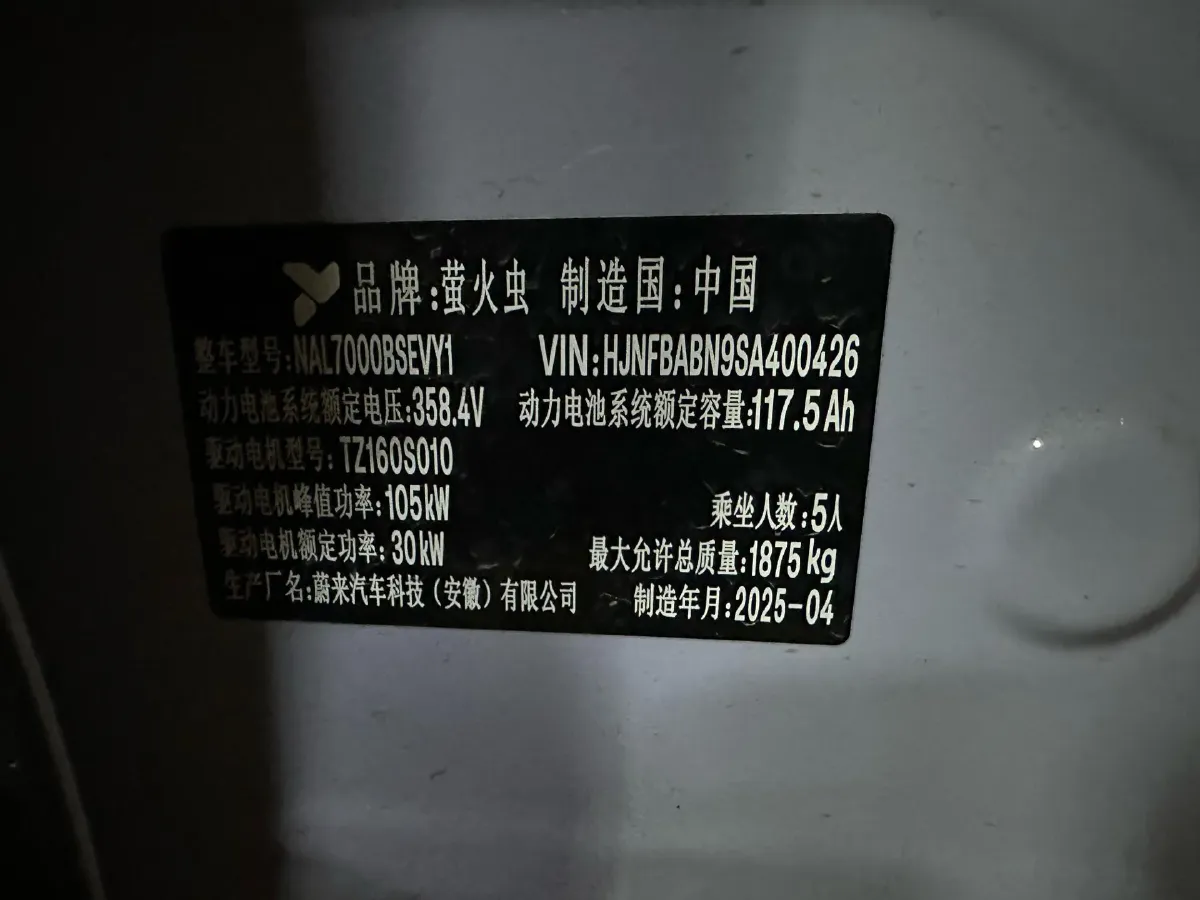 品牌:萤火虫 制造国:中国
整车型号:NAL7000BSEVY1 VIN:HJNFBABN9SA400426
动力电池系统额定电压:358.4V 动力电池系统额定容量:117.5Ah
驱动电机型号:TZ160S010
驱动电机峰值功率:105kW 乘坐人数:5人
驱动电机额定功率:30kW 最大允许总质量:1875kg
生产厂名:蔚来汽车科技(安徽)有限公司 制造年月:2025-04